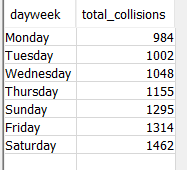 dayweek total_collisions
Monday 984
Tuesday 1002
Wednesday 1048
Thursday 1155
Sunday 1295
Friday 1314
Saturday 1462